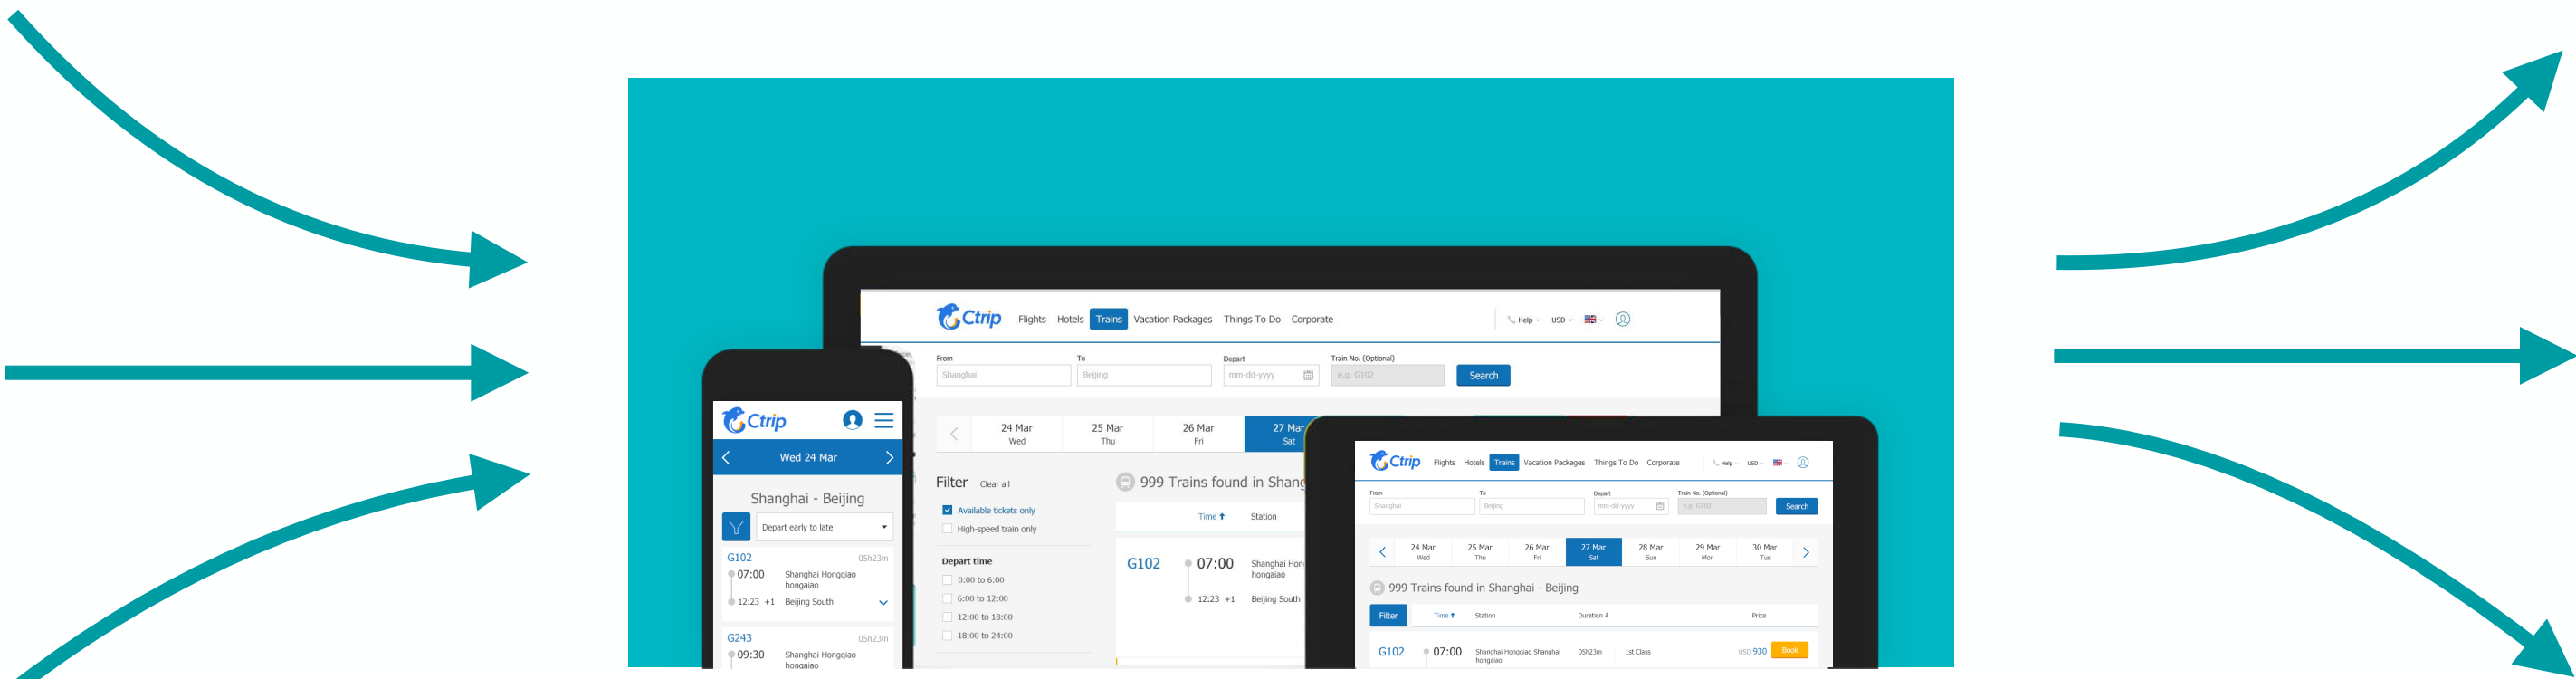 Ctrip Flights Hotels Trains Vacation Packages Things To Do Corporate Help USD
From To Depart Train No. (Optional)
Shanghai Beijing mm-dd-yyyy e.g. G102 Search
24 Mar 25 Mar 26 Mar 27 Mar
Wed Thu Fri Sat
Filter Clear all
999 Trains found in Shang
Available tickets only
High-speed train only
Time Station
Depart time
0:00 to 6:00
6:00 to 12:00
12:00 to 18:00
18:00 to 24:00
G102 07:00 Shanghai Hon
hongaiao
12:23 +1 Beijing South
Ctrip
Wed 24 Mar
Shanghai - Beijing
Depart early to late
G102 05h23m
07:00 Shanghai Hongqiao
hongaiao
12:23 +1 Beijing South
G243 05h23m
09:30 Shanghai Hongqiao
hongaiao
Ctrip Flights Hotels Trains Vacation Packages Things To Do Corporate Help USD
From To Depart Train No. (Optional)
Shanghai Beijing mm-dd-yyyy e.g. G102 Search
24 Mar 25 Mar 26 Mar 27 Mar 28 Mar 29 Mar 30 Mar
Wed Thu Fri Sat Sun Mon Tue
999 Trains found in Shanghai - Beijing
Filter Time Station Duration Price
G102 07:00 Shanghai Hongqiao Shanghai 05h23m 1st Class USD 930 Book
hongaiao